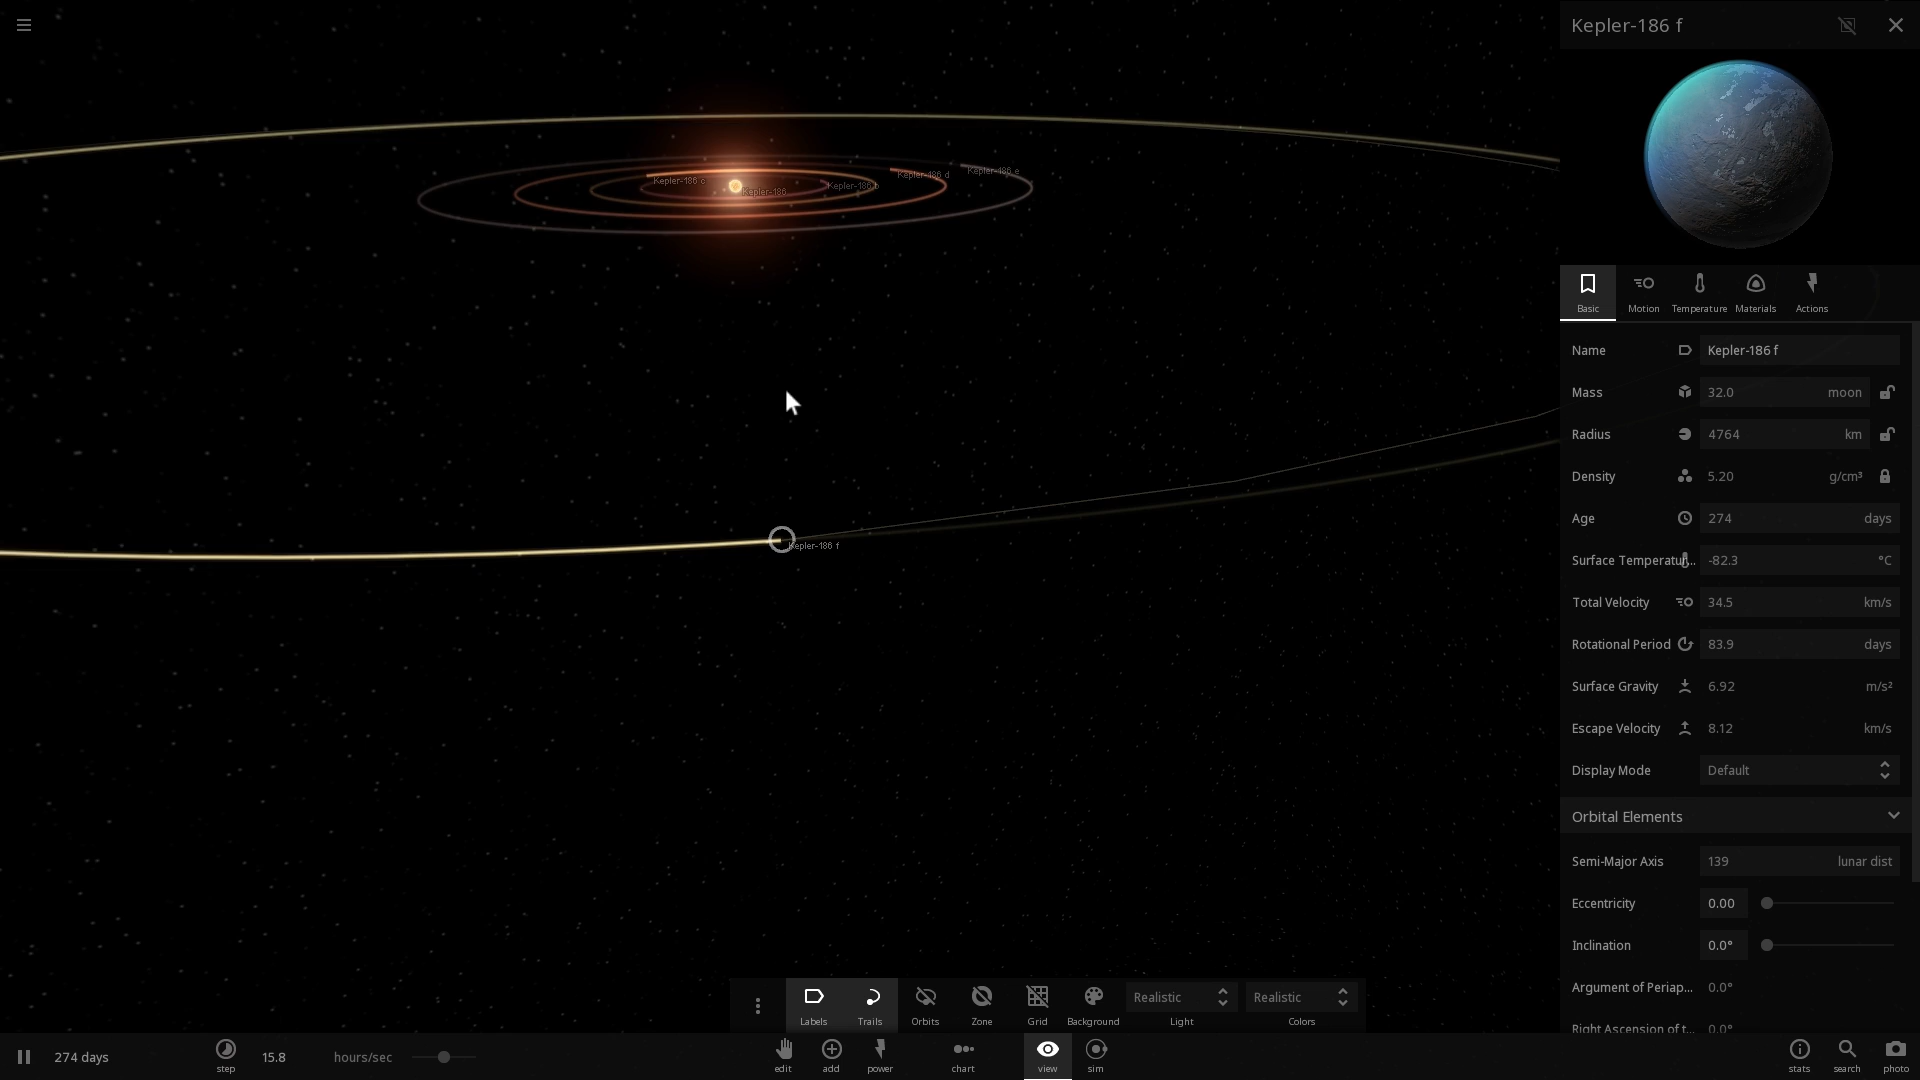 Kepler-186 f
Kepler-186 c
Kepler-186
Kepler-186 b
Kepler-186 d
Kepler-186 e
Kepler-186 f
Basic Motion Temperature Materials Actions
Name Kepler-186 f
Mass 32.0 moon
Radius 4764 km
Density 5.20 g/cm³
Age 274 days
Surface Temperatur... -82.3 °C
Total Velocity 34.5 km/s
Rotational Period 83.9 days
Surface Gravity 6.92 m/s²
Escape Velocity 8.12 km/s
Display Mode Default
Orbital Elements
Semi-Major Axis 139 lunar dist
Eccentricity 0.00
Inclination 0.0°
Argument of Periap... 0.0°
Right Ascension of t... 0.0°
Realistic Realistic
Labels Trails Orbits Zone Grid Background Light Colors
274 days 15.8 hours/sec
step edit add power chart view sim stats search photo